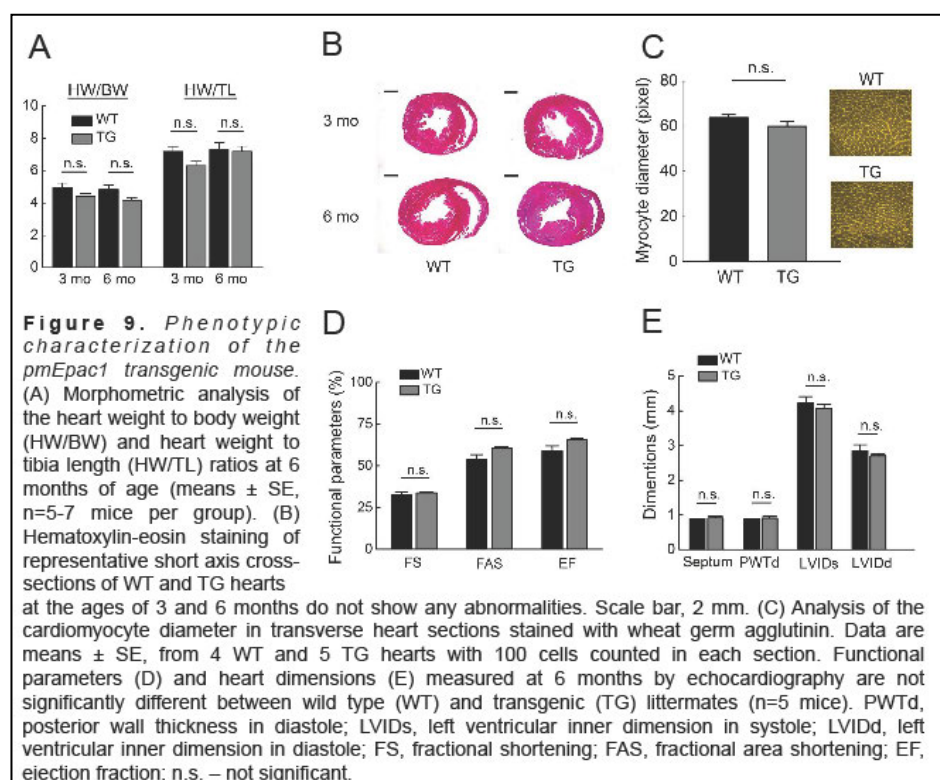 A
HW/BW
HW/TL
WT
TG
n.s.
n.s.
n.s.
n.s.
10
8
6
4
2
0
3 mo
6 mo
3 mo
6 mo
B
3 mo
6 mo
WT
TG
C
n.s.
Myocyte diameter (pixel)
80
60
40
20
0
WT
TG
WT
TG
Figure 9. Phenotypic
characterization of the
pmEpac1 transgenic mouse.
(A) Morphometric analysis of
the heart weight to body weight
(HW/BW) and heart weight to
tibia length (HW/TL) ratios at 6
months of age (means ± SE,
n=5-7 mice per group). (B)
Hematoxylin-eosin staining of
representative short axis cross-
sections of WT and TG hearts
D
WT
TG
Functional parameters (%)
100
75
50
25
0
n.s.
n.s.
n.s.
FS
FAS
EF
E
WT
TG
Dimentions (mm)
5
4
3
2
1
0
n.s.
n.s.
n.s.
n.s.
Septum
PWTd
LVIDs
LVIDd
at the ages of 3 and 6 months do not show any abnormalities. Scale bar, 2 mm. (C) Analysis of the
cardiomyocyte diameter in transverse heart sections stained with wheat germ agglutinin. Data are
means ± SE, from 4 WT and 5 TG hearts with 100 cells counted in each section. Functional
parameters (D) and heart dimensions (E) measured at 6 months by echocardiography are not
significantly different between wild type (WT) and transgenic (TG) littermates (n=5 mice). PWTd,
posterior wall thickness in diastole; LVIDs, left ventricular inner dimension in systole; LVIDd, left
ventricular inner dimension in diastole; FS, fractional shortening; FAS, fractional area shortening; EF,
ejection fraction; n.s. – not significant.